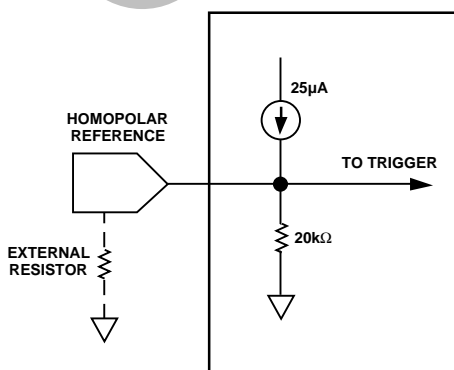 25µA
HOMOPOLAR
REFERENCE
TO TRIGGER
EXTERNAL
RESISTOR
20kΩ